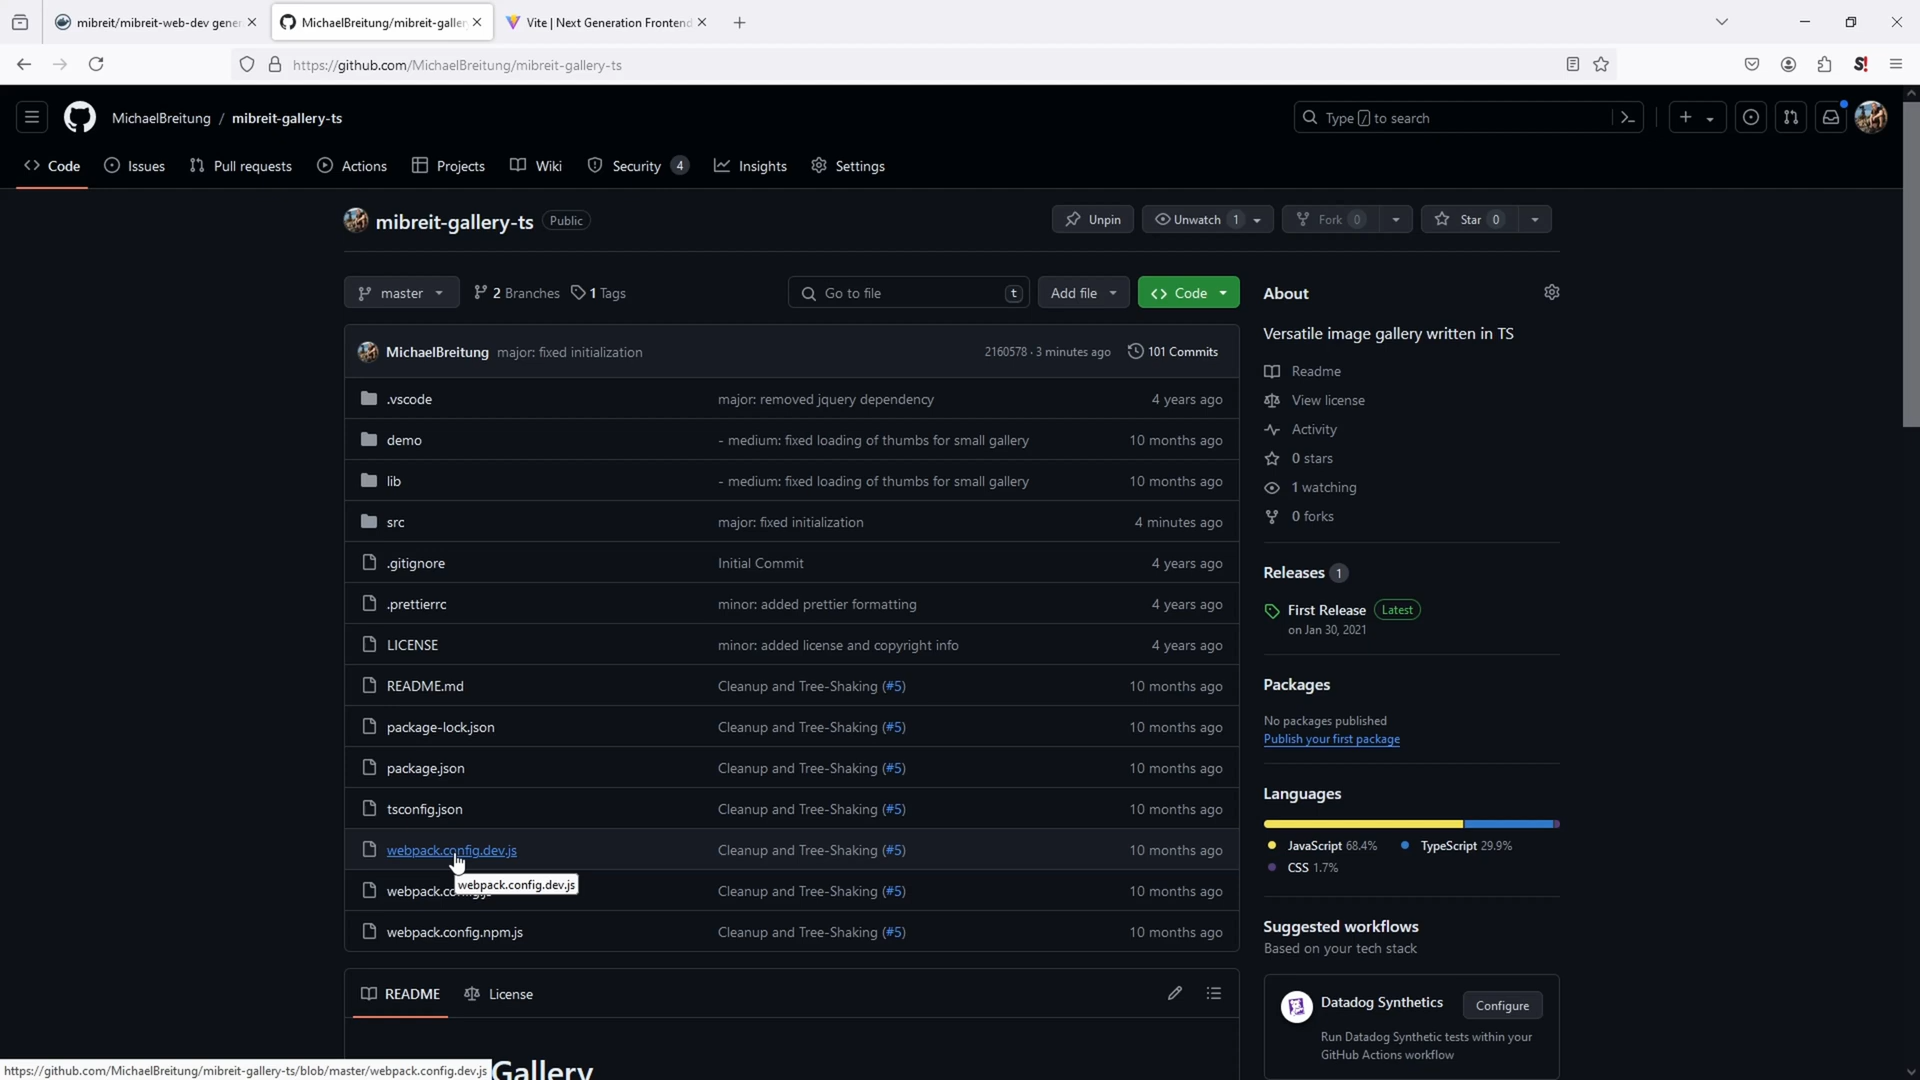 mibreit/mibreit-web-dev gene
MichaelBreitung/mibreit-galler
Vite | Next Generation Frontend
https://github.com/MichaelBreitung/mibreit-gallery-ts
S!
MichaelBreitung / mibreit-gallery-ts
Type / to search
Code
Issues
Pull requests
Actions
Projects
Wiki
Security 4
Insights
Settings
mibreit-gallery-ts Public
Unpin
Unwatch 1
Fork 0
Star 0
master
2 Branches
1 Tags
Go to file t
Add file
Code
MichaelBreitung major: fixed initialization 2160578 · 3 minutes ago 101 Commits
.vscode major: removed jquery dependency 4 years ago
demo - medium: fixed loading of thumbs for small gallery 10 months ago
lib - medium: fixed loading of thumbs for small gallery 10 months ago
src major: fixed initialization 4 minutes ago
.gitignore Initial Commit 4 years ago
.prettierrc minor: added prettier formatting 4 years ago
LICENSE minor: added license and copyright info 4 years ago
README.md Cleanup and Tree-Shaking (#5) 10 months ago
package-lock.json Cleanup and Tree-Shaking (#5) 10 months ago
package.json Cleanup and Tree-Shaking (#5) 10 months ago
tsconfig.json Cleanup and Tree-Shaking (#5) 10 months ago
webpack.config.dev.js Cleanup and Tree-Shaking (#5) 10 months ago
webpack.config.dev.js
Cleanup and Tree-Shaking (#5) 10 months ago
webpack.config.npm.js Cleanup and Tree-Shaking (#5) 10 months ago
README
License
Gallery
About
Versatile image gallery written in TS
Readme
View license
Activity
0 stars
1 watching
0 forks
Releases 1
First Release Latest
on Jan 30, 2021
Packages
No packages published
Publish your first package
Languages
JavaScript 68.4% TypeScript 29.9%
CSS 1.7%
Suggested workflows
Based on your tech stack
Datadog Synthetics
Configure
Run Datadog Synthetic tests within your
GitHub Actions workflow
https://github.com/MichaelBreitung/mibreit-gallery-ts/blob/master/webpack.config.dev.js